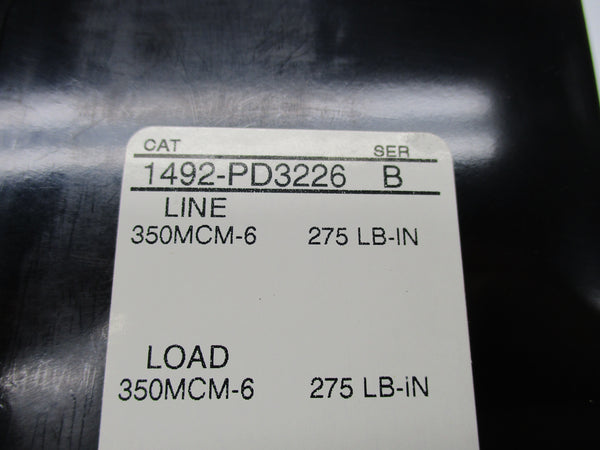 CAT SER
1492-PD3226 B
LINE
350MCM-6 275 LB-IN
LOAD
350MCM-6 275 LB-iN